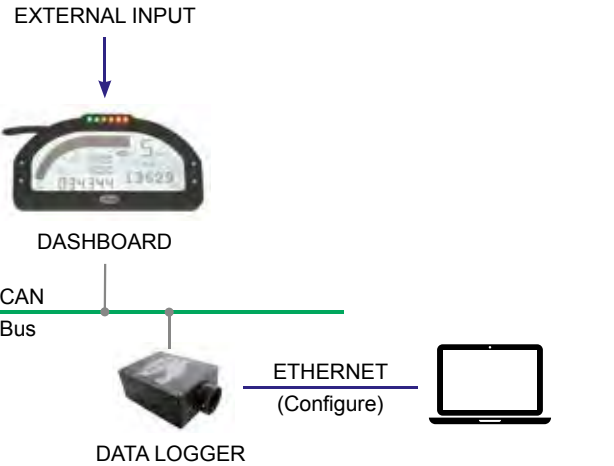 EXTERNAL INPUT
5
034344 13629
DASHBOARD
CAN
Bus
ETHERNET
(Configure)
DATA LOGGER